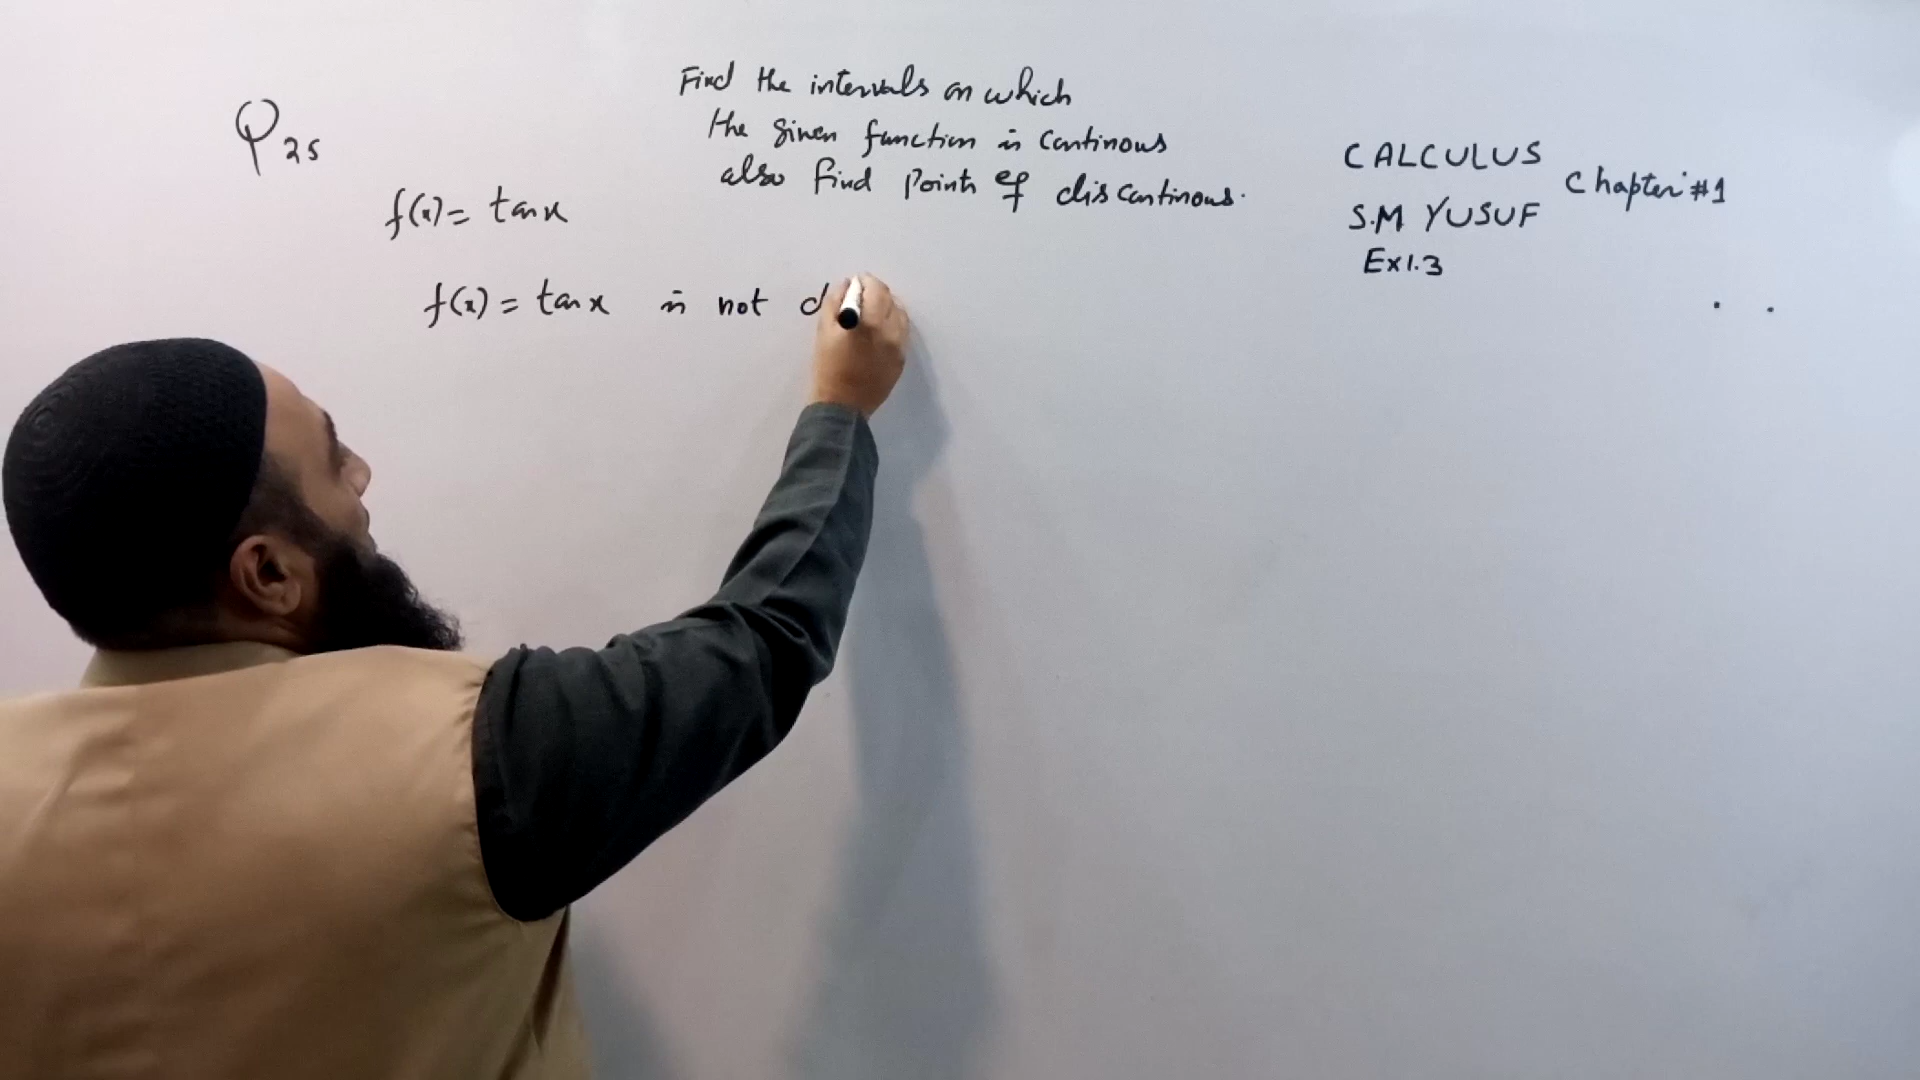 Q25
Find the intervals on which
the given function is continous
also find points of discontinous.
f(x) = tanx
f(x) = tanx is not d
CALCULUS
S.M YUSUF
Ex1.3
Chapter #1